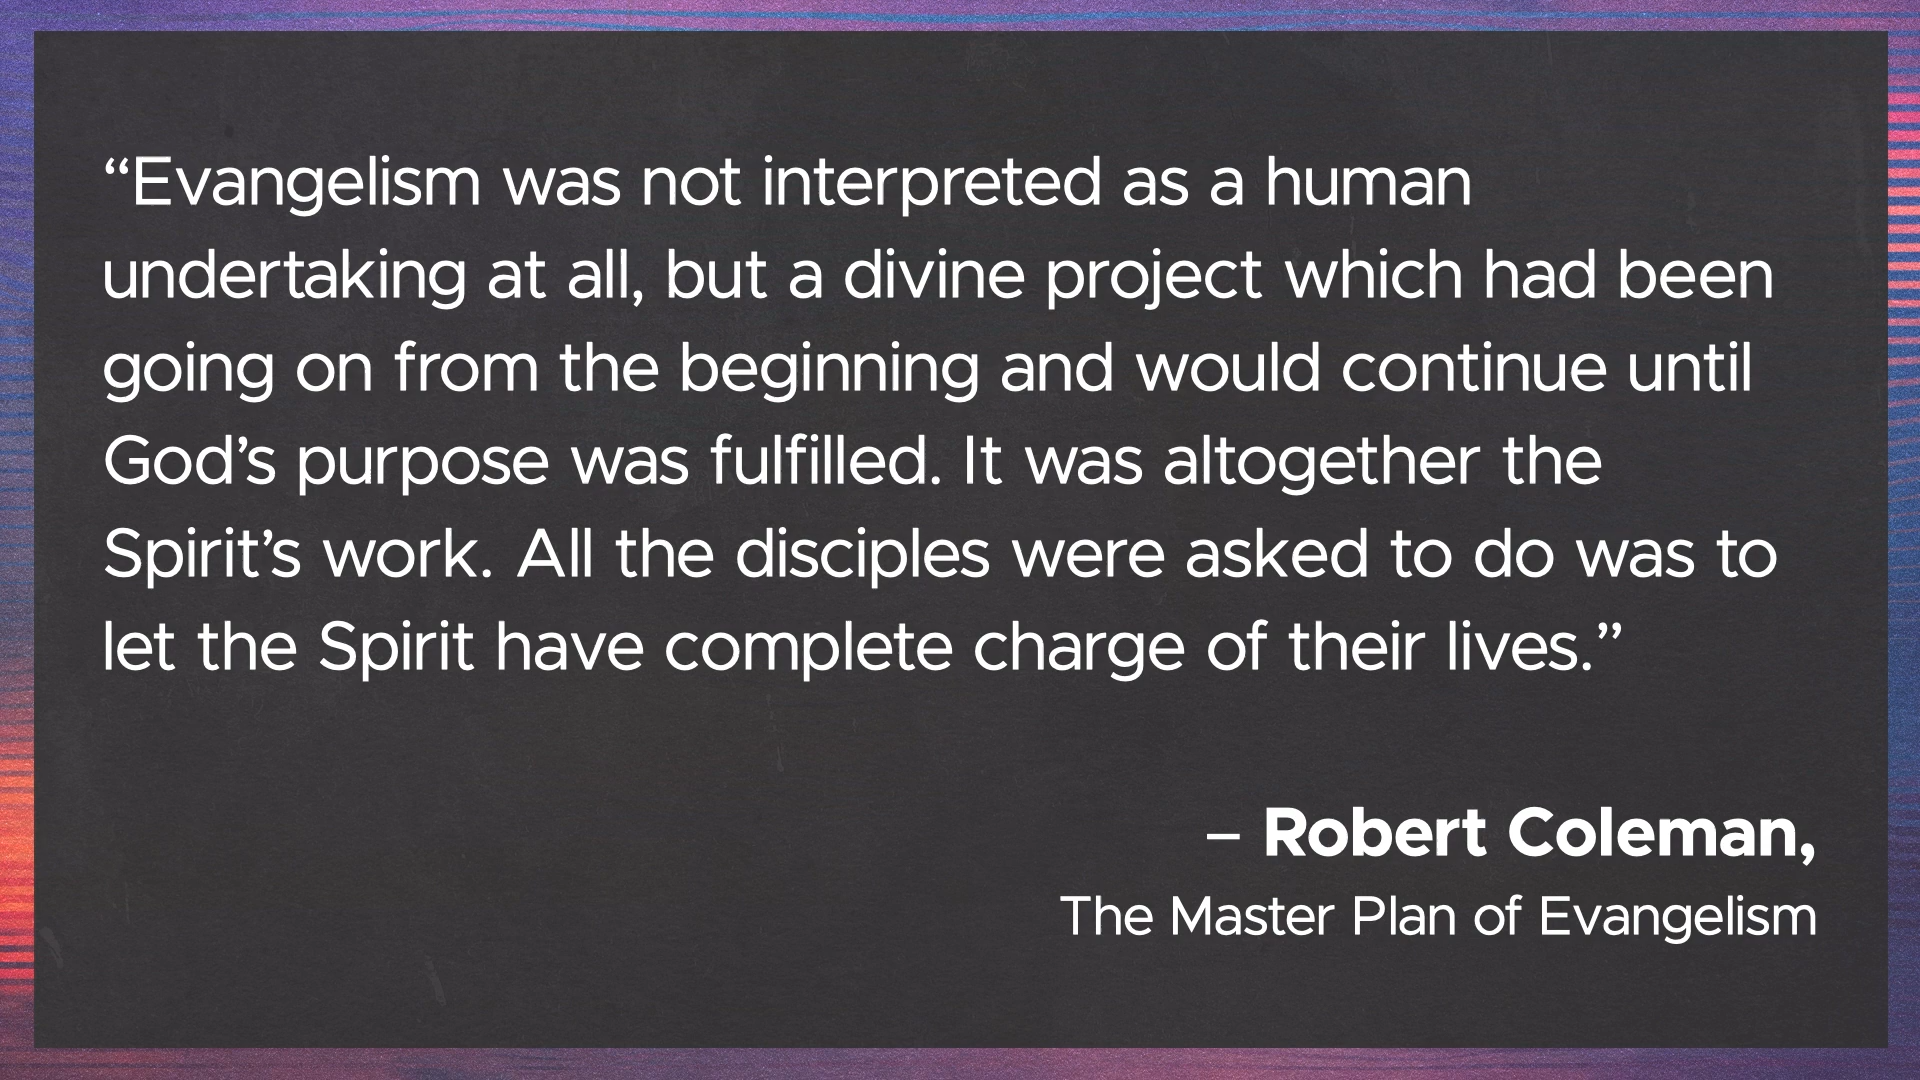 “Evangelism was not interpreted as a human
undertaking at all, but a divine project which had been
going on from the beginning and would continue until
God’s purpose was fulfilled. It was altogether the
Spirit’s work. All the disciples were asked to do was to
let the Spirit have complete charge of their lives.”
– Robert Coleman,
The Master Plan of Evangelism